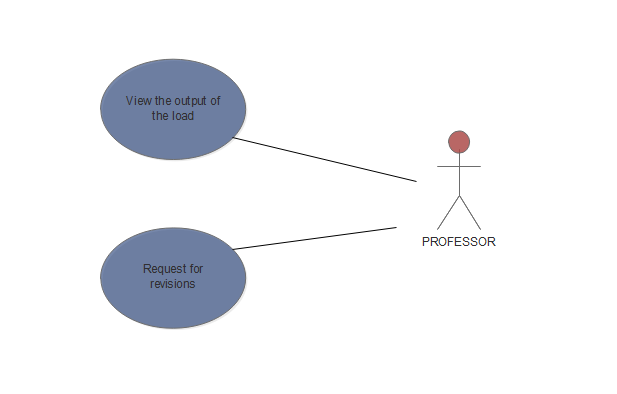 View the output of
the load
PROFESSOR
Request for
revisions